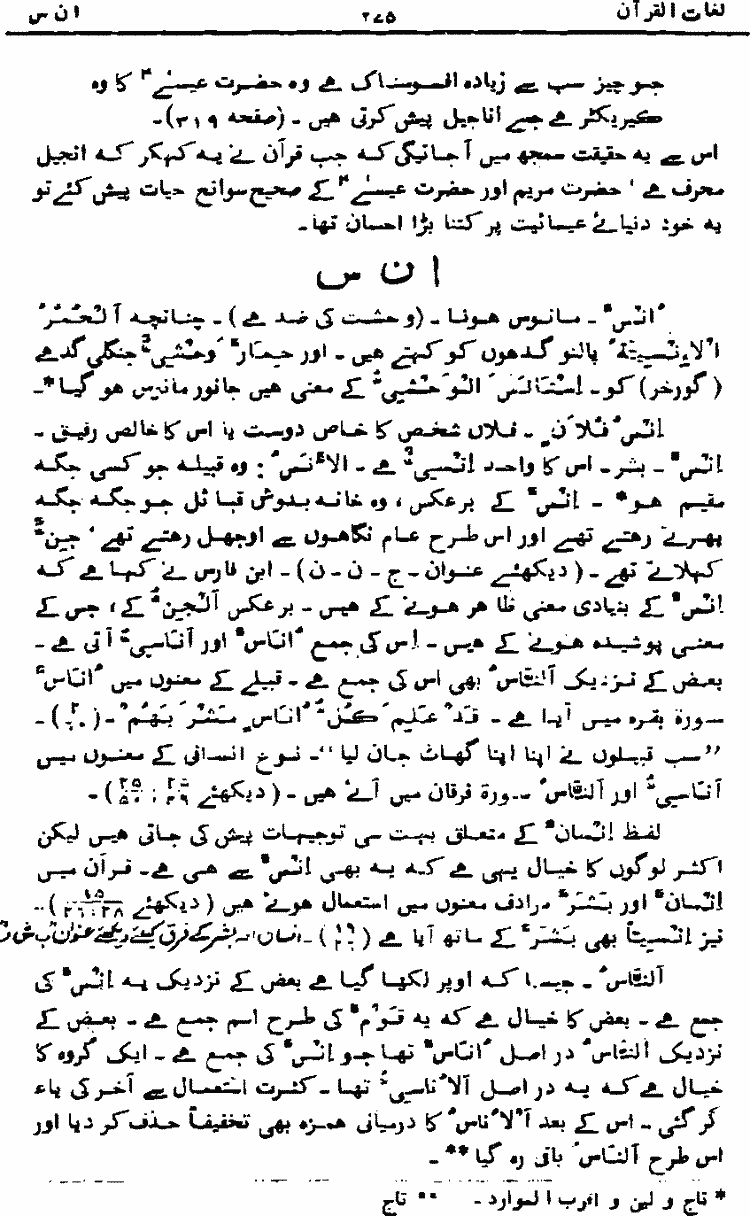 لغات القرآن ۲۷۵ ا ن س
جو چیز سب سے زیادہ افسوسناک ہے وہ حضرت عیسٰےؑ کا وہ
کیریکٹر ہے جسے اناجیل پیش کرتی ہیں ۔ (صفحہ ۳۱۹)۔
اس سے یہ حقیقت سمجھ میں آ جائیگی کہ جب قرآن نے یہ کہکر کہ انجیل
محرف ہے ، حضرت مریم اور حضرت عیسٰےؑ کے صحیح سوانح حیات پیش کئے تو
یہ خود دنیائے عیسائیت پر کتنا بڑا احسان تھا۔
ا ن س
اُنْسٌ ۔ مانوس ہونا ۔ (وحشت کی ضد ہے) ۔ چنانچہ اَلْحُمُرُ
الْاِنْسِیَّۃُ پالتو گدھوں کو کہتے ہیں ۔ اور حِمَارٌ وَحْشِیٌّ جنگلی گدھے
(گورخر) کو ۔ اِسْتَانَسَ الْوَحْشِیُّ کے معنی ہیں جانور مانوس ہو گیا*۔
اِنْسُ فُلَانٍ ۔ فلاں شخص کا خاص دوست یا اس کا خالص رفیق ۔
اِنْسٌ ۔ بشر ۔ اس کا واحد اِنْسِیٌّ ہے ۔ الْاَنَسُ : وہ قبیلہ جو کسی جگہ
مقیم ہو* ۔ اِنْسٌ کے برعکس ، وہ خانہ بدوش قبائل جو جگہ جگہ
پھرتے رہتے تھے اور اس طرح عام نگاہوں سے اوجھل رہتے تھے ، جِنٌّ
کہلاتے تھے ۔ ( دیکھئے عنوان ۔ ج ۔ ن ۔ ن) ۔ ابن فارس نے کہا ہے کہ
اِنْسٌ کے بنیادی معنی ظاہر ہونے کے ہیں ۔ برعکس اَلْجِنُّ کے ، جس کے
معنی پوشیدہ ہونے کے ہیں ۔ اِس کی جمع اُنَاسٌ اور اَنَاسِیُّ آتی ہے ۔
بعض کے نزدیک اَلنَّاسُ بھی اس کی جمع ہے ۔ قبیلے کے معنوں میں اُنَاسٌ
سورۃ بقرہ میں آیا ہے ۔ قَدْ عَلِمَ کُلُّ اُنَاسٍ مَّشْرَبَہُمْ ۔ (۲/۶۰) ۔
”سب قبیلوں نے اپنا اپنا گھاٹ جان لیا“۔ نوع انسانی کے معنوں میں
اَنَاسِیُّ اور اَلنَّاسُ سورۃ فرقان میں آئے ہیں ۔ ( دیکھئے ۲۵/۴۹ ; ۲۵/۵۰) ۔
لفظ اِنْسَانٌ کے متعلق بہت سی توجیہات پیش کی جاتی ہیں لیکن
اکثر لوگوں کا خیال یہی ہے کہ یہ بھی اِنْسٌ سے ہی ہے ۔ قرآن میں
اِنْسَانٌ اور بَشَرٌ مرادف معنوں میں استعمال ہوئے ہیں ( دیکھئے ۱۵/۲۶:۲۸) ۔
نیز اِنْسِیّاً بھی بَشَرٌ کے ساتھ آیا ہے (۱۹/۲۶) ۔ انسان اور بشر کے فرق کیلئے دیکھئے عنوان ب ش
اَلنَّاسُ ۔ جیسا کہ اوپر لکھا گیا ہے بعض کے نزدیک یہ اِنْسٌ کی
جمع ہے ۔ بعض کا خیال ہے کہ یہ قَوْمٌ کی طرح اسم جمع ہے ۔ بعض کے
نزدیک اَلنَّاسُ در اصل اُنَاسٌ تھا جو اِنْسٌ کی جمع ہے ۔ ایک گروہ کا
خیال ہے کہ یہ در اصل اَلْاُنَاسِیُّ تھا ۔ کثرت استعمال سے آخر کی یاء
گر گئی ۔ اس کے بعد اَلْاُنَاسُ کا درمیانی ہمزہ بھی تخفیفاً حذف کر دیا اور
اس طرح اَلنَّاسُ باقی رہ گیا** ۔
* تاج و لین و اقرب الموارد ۔ ** تاج